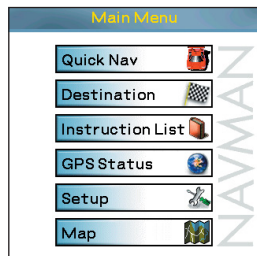 Main Menu
Quick Nav
Destination
Instruction List
GPS Status
Setup
Map
NAVMAN